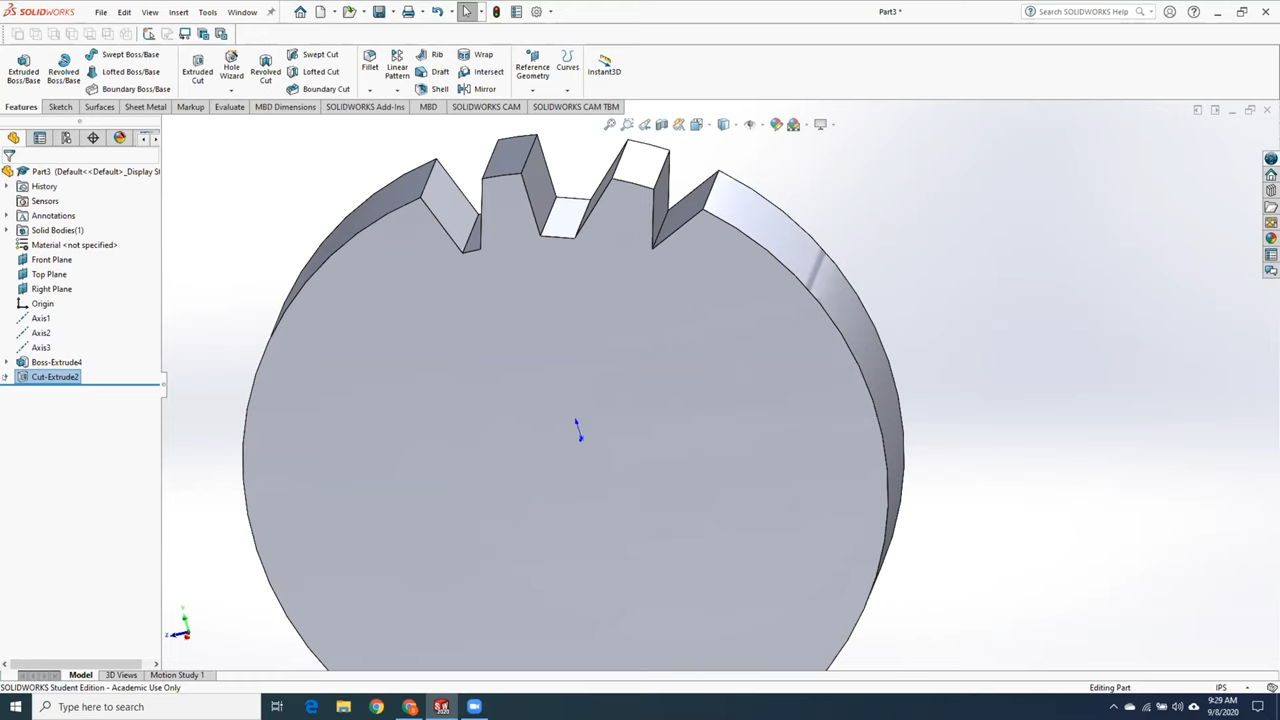 SOLIDWORKS File Edit View Insert Tools Window Part3 * Search SOLIDWORKS Help
Extruded Boss/Base Revolved Boss/Base Swept Boss/Base Lofted Boss/Base Boundary Boss/Base Extruded Cut Hole Wizard Revolved Cut Swept Cut Lofted Cut Boundary Cut Fillet Linear Pattern Rib Draft Shell Wrap Intersect Mirror Reference Geometry Curves Instant3D
Features Sketch Surfaces Sheet Metal Markup Evaluate MBD Dimensions SOLIDWORKS Add-Ins MBD SOLIDWORKS CAM SOLIDWORKS CAM TBM
Part3 (Default<<Default>_Display St
History
Sensors
Annotations
Solid Bodies(1)
Material <not specified>
Front Plane
Top Plane
Right Plane
Origin
Axis1
Axis2
Axis3
Boss-Extrude4
Cut-Extrude2
Y
Z
Model 3D Views Motion Study 1
SOLIDWORKS Student Edition - Academic Use Only Editing Part IPS
Type here to search 9:29 AM
9/8/2020